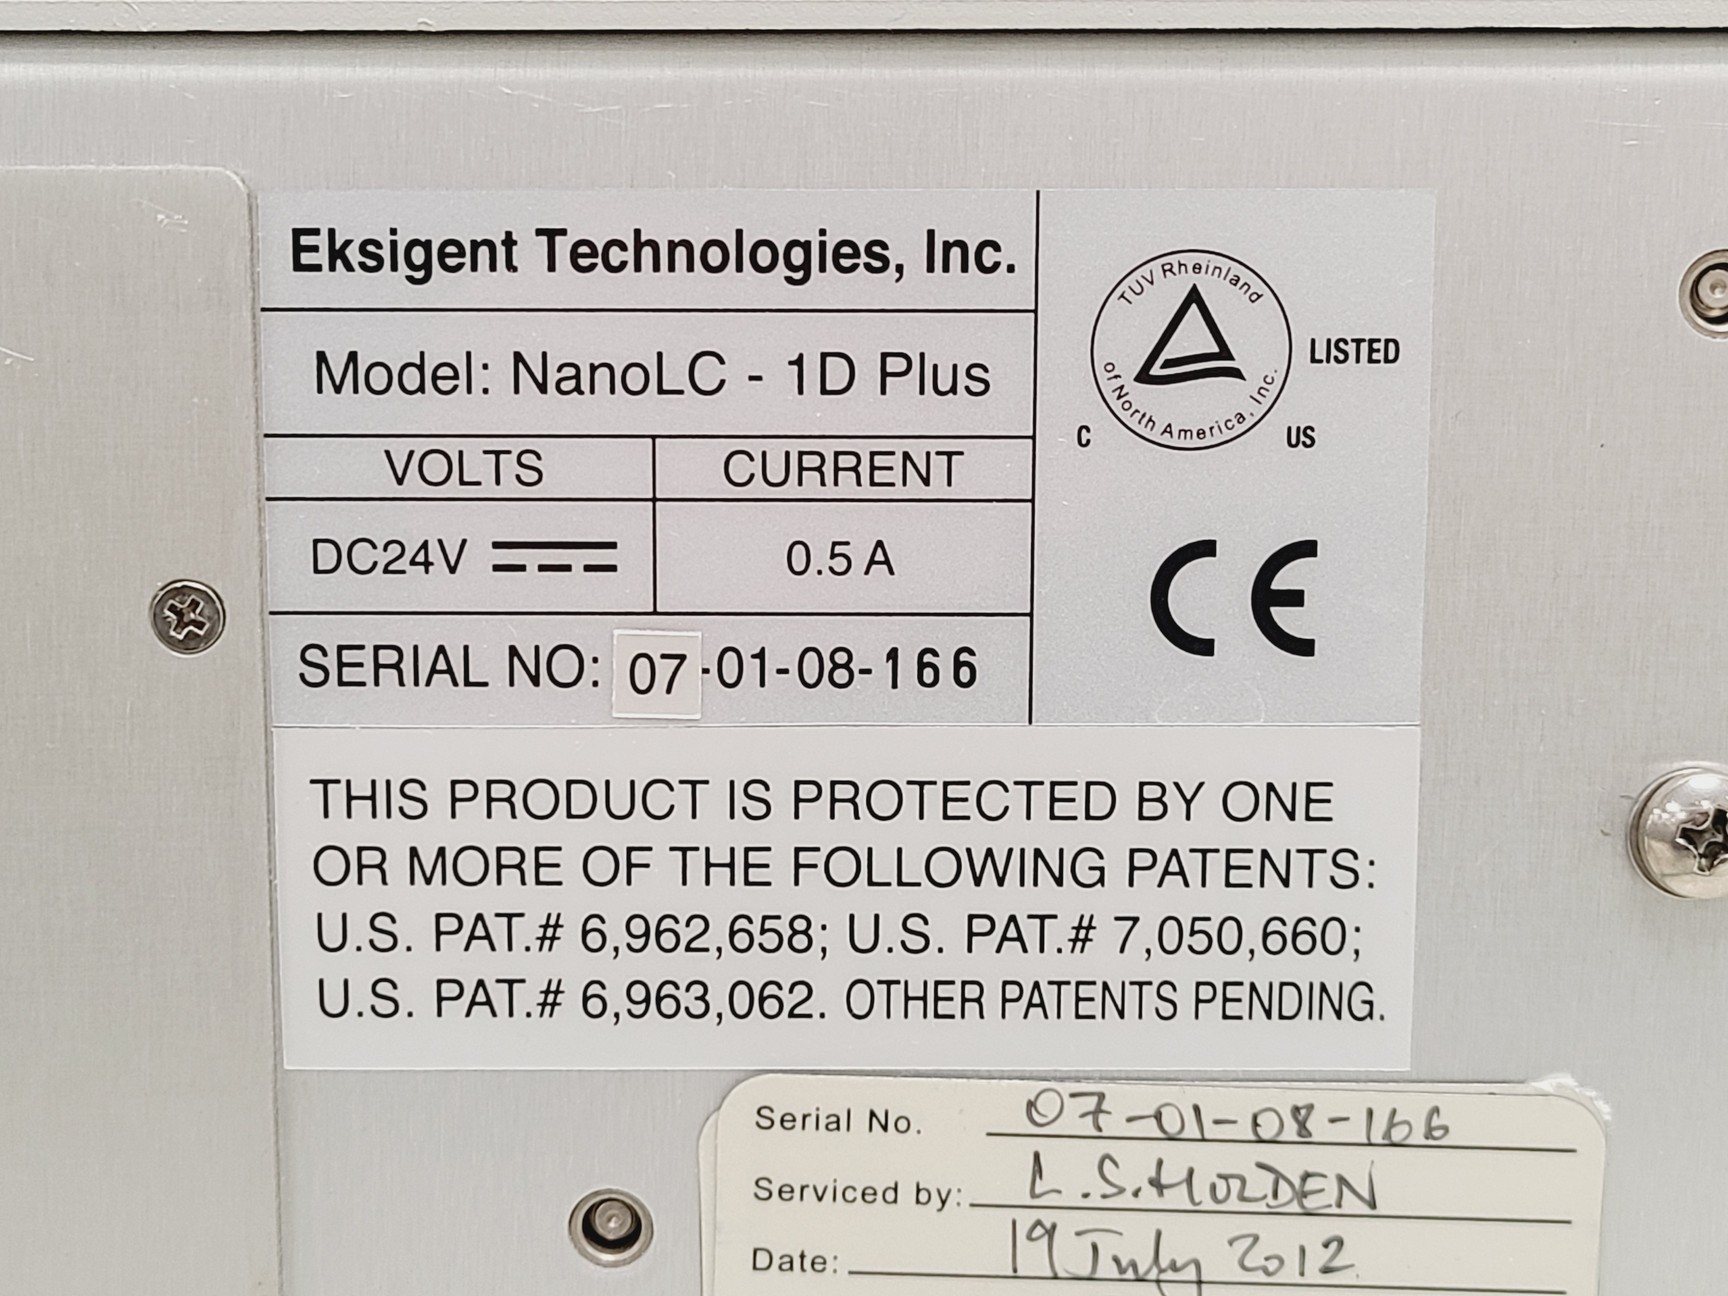 Eksigent Technologies, Inc.
Model: NanoLC - 1D Plus
VOLTS CURRENT
DC24V 0.5 A
SERIAL NO: 07-01-08-166
TUV Rheinland
of North America, Inc.
C US LISTED
CE
THIS PRODUCT IS PROTECTED BY ONE
OR MORE OF THE FOLLOWING PATENTS:
U.S. PAT.# 6,962,658; U.S. PAT.# 7,050,660;
U.S. PAT.# 6,963,062. OTHER PATENTS PENDING.
Serial No. 07-01-08-166
Serviced by: L.S.HOLDEN
Date: 19 July 2012